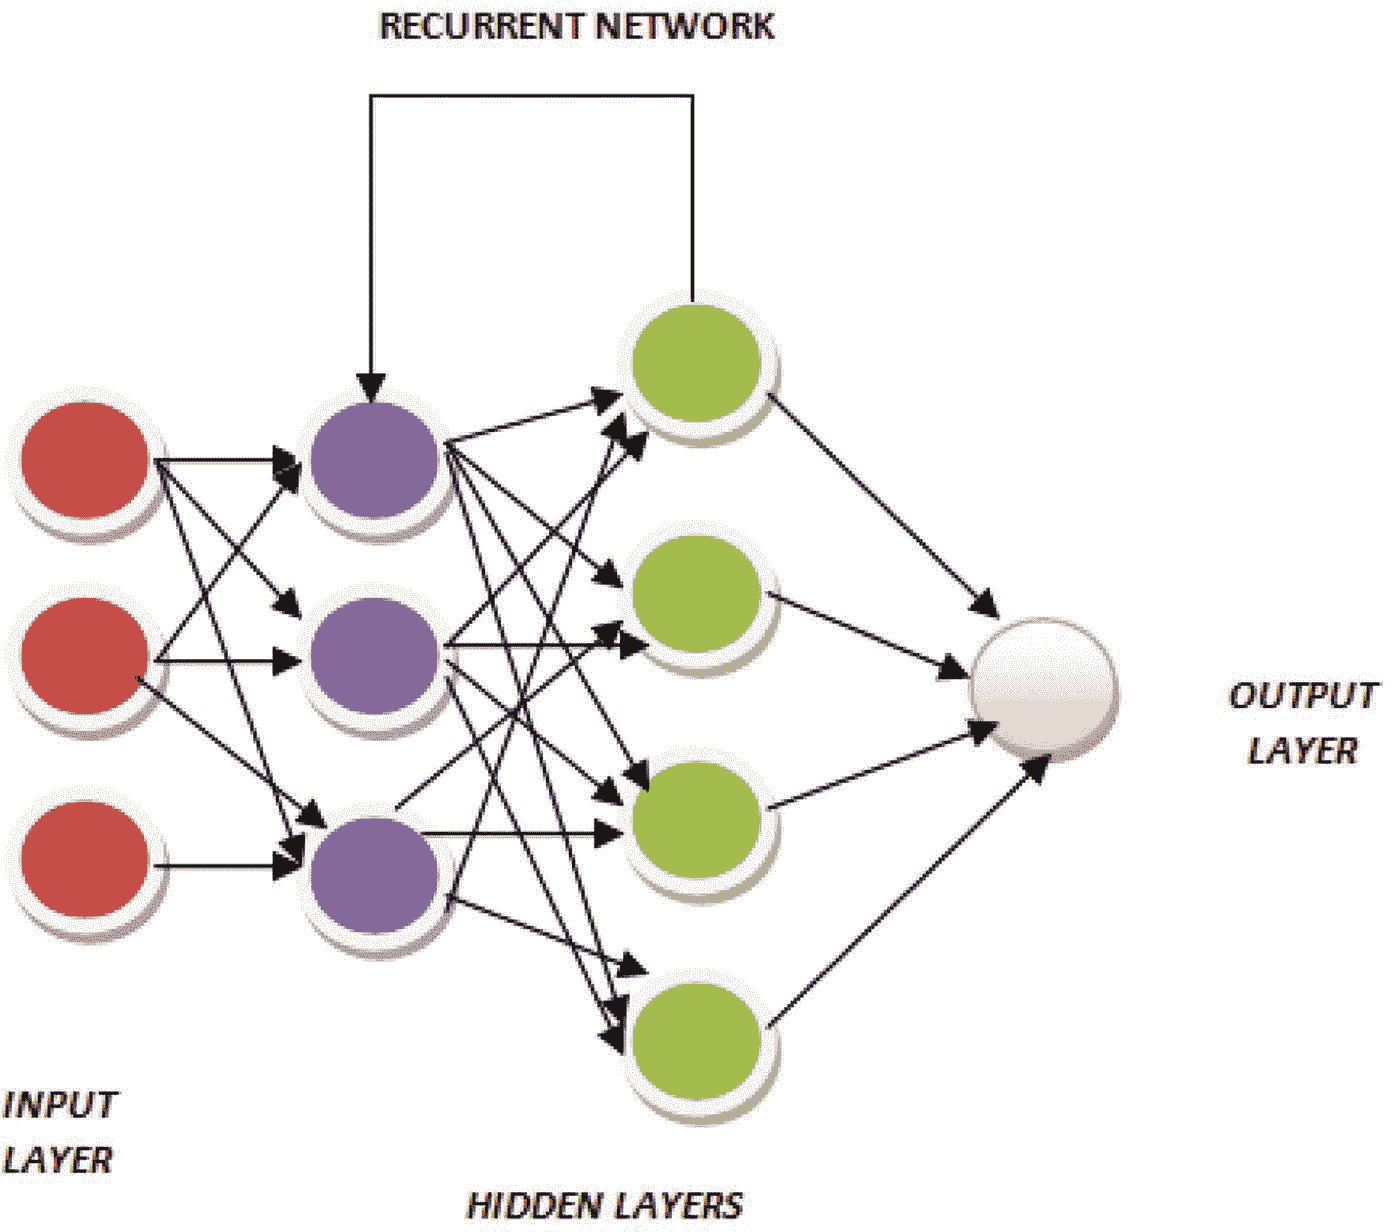 RECURRENT NETWORK
OUTPUT
LAYER
INPUT
LAYER
HIDDEN LAYERS